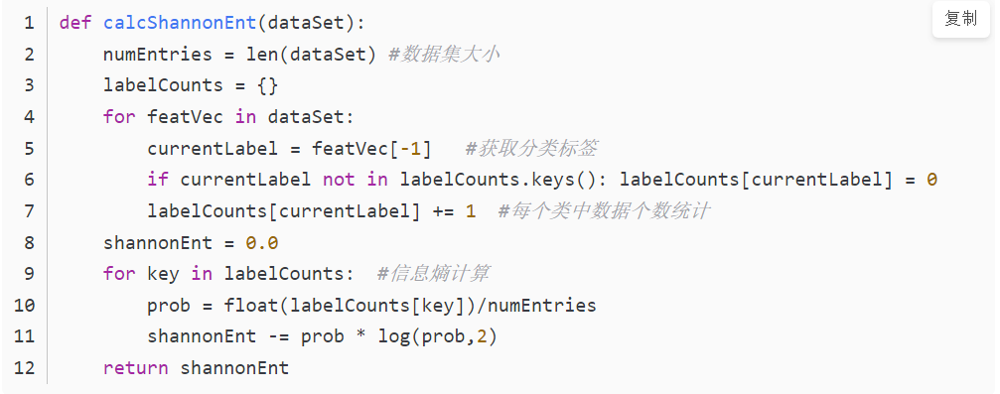 复制
1 def calcShannonEnt(dataSet):
2     numEntries = len(dataSet) #数据集大小
3     labelCounts = {}
4     for featVec in dataSet:
5         currentLabel = featVec[-1]   #获取分类标签
6         if currentLabel not in labelCounts.keys(): labelCounts[currentLabel] = 0
7         labelCounts[currentLabel] += 1  #每个类中数据个数统计
8     shannonEnt = 0.0
9     for key in labelCounts:  #信息熵计算
10         prob = float(labelCounts[key])/numEntries
11         shannonEnt -= prob * log(prob,2)
12     return shannonEnt